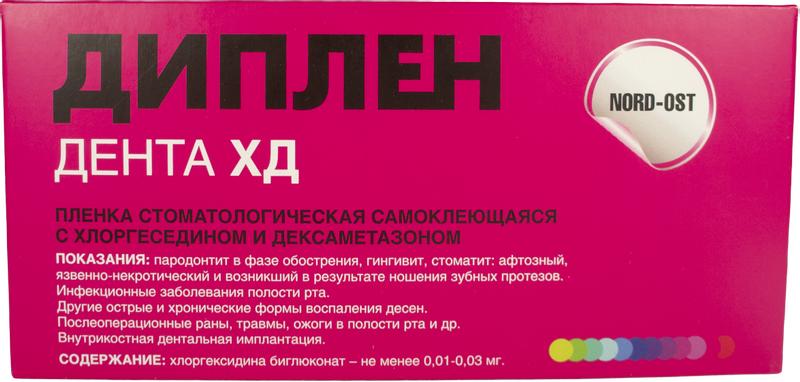 ДИПЛЕН
NORD-OST
ДЕНТА ХД
ПЛЕНКА СТОМАТОЛОГИЧЕСКАЯ САМОКЛЕЮЩАЯСЯ
С ХЛОРГЕСЕДИНОМ И ДЕКСАМЕТАЗОНОМ
ПОКАЗАНИЯ: пародонтит в фазе обострения, гингивит, стоматит: афтозный,
язвенно-некротический и возникший в результате ношения зубных протезов.
Инфекционные заболевания полости рта.
Другие острые и хронические формы воспаления десен.
Послеоперационные раны, травмы, ожоги в полости рта и др.
Внутрикостная дентальная имплантация.
СОДЕРЖАНИЕ: хлоргексидина биглюконат – не менее 0,01-0,03 мг.